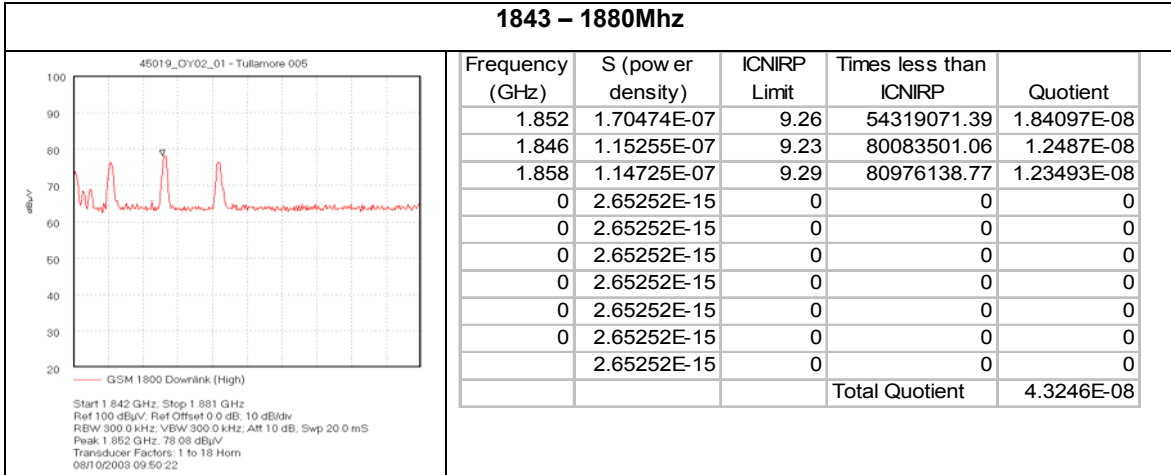 1843 – 1880Mhz
45019_OY02_01 - Tullamore 005
100
90
80
70
60
50
40
30
20
dBµV
GSM 1800 Downlink (High)
Start 1.842 GHz; Stop 1.881 GHz
Ref 100 dBµV; Ref Offset 0.0 dB; 10 dB/div
RBW 300.0 kHz; VBW 300.0 kHz; Att 10 dB; Swp 20.0 mS
Peak 1.852 GHz, 78.08 dBµV
Transducer Factors: 1 to 18 Horn
08/10/2003 09:50:22
Frequency (GHz) S (pow er density) ICNIRP Limit Times less than ICNIRP Quotient
1.852 1.70474E-07 9.26 54319071.39 1.84097E-08
1.846 1.15255E-07 9.23 80083501.06 1.2487E-08
1.858 1.14725E-07 9.29 80976138.77 1.23493E-08
0 2.65252E-15 0 0 0
0 2.65252E-15 0 0 0
0 2.65252E-15 0 0 0
0 2.65252E-15 0 0 0
0 2.65252E-15 0 0 0
0 2.65252E-15 0 0 0
2.65252E-15 0 0 0
Total Quotient 4.3246E-08